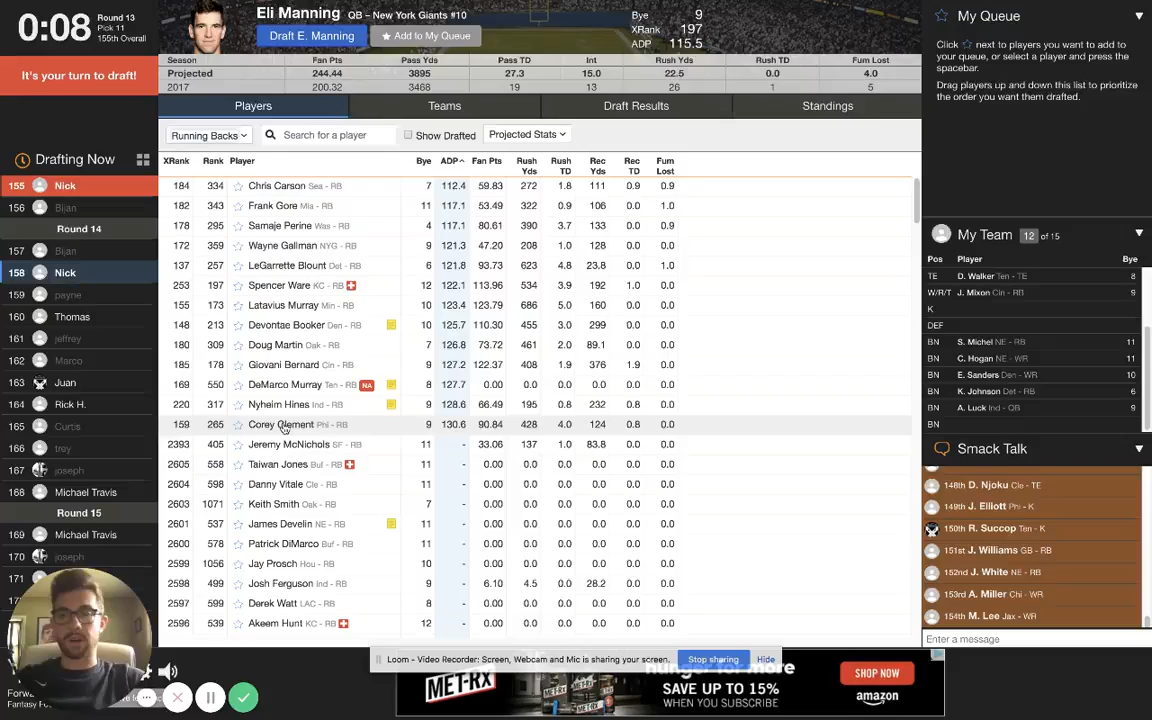 0:08
Round 13
Pick 11
155th Overall
It's your turn to draft!
Drafting Now
155 Nick
156 Bijan
Round 14
157 Bijan
158 Nick
159 payne
160 Thomas
161 jeffrey
162 Marco
163 Juan
164 Rick H.
165 Curtis
166 trey
167 joseph
168 Michael Travis
Round 15
169 Michael Travis
170 joseph
171
Eli Manning QB - New York Giants #10
Draft E. Manning
Add to My Queue
Bye 9
XRank 197
ADP 115.5
Season Fan Pts Pass Yds Pass TD Int Rush Yds Rush TD Fum Lost
Projected 244.44 3895 27.3 15.0 22.5 0.0 4.0
2017 200.32 3468 19 13 26 1 5
Players Teams Draft Results Standings
Running Backs Search for a player Show Drafted Projected Stats
XRank Rank Player Bye ADP Fan Pts Rush Yds Rush TD Rec Yds Rec TD Fum Lost
184 334 Chris Carson Sea - RB 7 112.4 59.83 272 1.8 111 0.9 0.9
182 343 Frank Gore Mia - RB 11 117.1 53.49 322 0.9 106 0.0 1.0
178 295 Samaje Perine Was - RB 4 117.1 80.61 390 3.7 133 0.0 0.9
172 359 Wayne Gallman NYG - RB 9 121.3 47.20 208 1.0 128 0.0 0.0
137 257 LeGarrette Blount Det - RB 6 121.8 93.73 623 4.8 23.8 0.0 1.0
253 197 Spencer Ware KC - RB 12 122.1 113.96 534 3.9 192 1.0 0.0
155 173 Latavius Murray Min - RB 10 123.4 123.79 686 5.0 160 0.0 0.0
148 213 Devontae Booker Den - RB 10 125.7 110.30 455 3.0 299 0.0 0.0
180 309 Doug Martin Oak - RB 7 126.8 73.72 461 2.0 89.1 0.0 0.0
185 178 Giovani Bernard Cin - RB 9 127.2 122.37 408 1.9 376 1.9 0.0
169 550 DeMarco Murray Ten - RB NA 8 127.7 0.00 0.0 0.0 0.0 0.0 0.0
220 317 Nyheim Hines Ind - RB 9 128.6 66.49 195 0.8 232 0.8 0.0
159 265 Corey Clement Phi - RB 9 130.6 90.84 428 4.0 124 0.8 0.0
2393 405 Jeremy McNichols SF - RB 11 - 33.06 137 1.0 83.8 0.0 0.0
2605 558 Taiwan Jones Buf - RB 11 - 0.00 0.0 0.0 0.0 0.0 0.0
2604 598 Danny Vitale Cle - RB 11 - 0.00 0.0 0.0 0.0 0.0 0.0
2603 1071 Keith Smith Oak - RB 7 - 0.00 0.0 0.0 0.0 0.0 0.0
2601 537 James Develin NE - RB 11 - 0.00 0.0 0.0 0.0 0.0 0.0
2600 578 Patrick DiMarco Buf - RB 11 - 0.00 0.0 0.0 0.0 0.0 0.0
2599 1056 Jay Prosch Hou - RB 10 - 0.00 0.0 0.0 0.0 0.0 0.0
2598 499 Josh Ferguson Ind - RB 9 - 6.10 4.5 0.0 28.2 0.0 0.0
2597 599 Derek Watt LAC - RB 8 - 0.00 0.0 0.0 0.0 0.0 0.0
2596 539 Akeem Hunt KC - RB 12 - 0.00 0.0 0.0 0.0 0.0 0.0
My Queue
Click next to players you want to add to
your queue, or select a player and press the
spacebar.
Drag players up and down this list to prioritize
the order you want them drafted.
My Team 12 of 15
Pos Player Bye
TE D. Walker Ten - TE 8
W/R/T J. Mixon Cin - RB 9
K
DEF
BN S. Michel NE - RB 11
BN C. Hogan NE - WR 11
BN E. Sanders Den - WR 10
BN K. Johnson Det - RB 6
BN A. Luck Ind - QB 9
BN
Smack Talk
148th D. Njoku Cle - TE
149th J. Elliott Phi - K
150th R. Succop Ten - K
151st J. Williams GB - RB
152nd J. White NE - RB
153rd A. Miller Chi - WR
154th M. Lee Jax - WR
Enter a message
Loom - Video Recorder: Screen, Webcam and Mic is sharing your screen. Stop sharing Hide
MET-RX
hunger for more
SAVE UP TO 15%
WHEN YOU SUBSCRIBE
SHOP NOW
amazon
Forw
Fantasy Fo